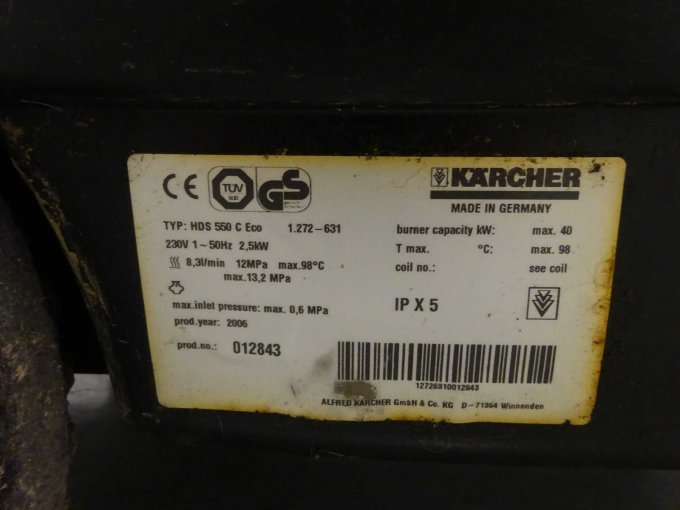 CE TÜV SÜD GS
KÄRCHER
MADE IN GERMANY
TYP: HDS 550 C Eco 1.272-631
230V 1~50Hz 2,5kW
8,3l/min 12MPa max.98°C
max.13,2 MPa
max.inlet pressure: max. 0,6 MPa
prod.year: 2006
prod.no.: 012843
burner capacity kW: max. 40
T max. °C: max. 98
coil no.: see coil
IP X 5
12726310012843
ALFRED KÄRCHER GmbH & Co. KG D-71364 Winnenden